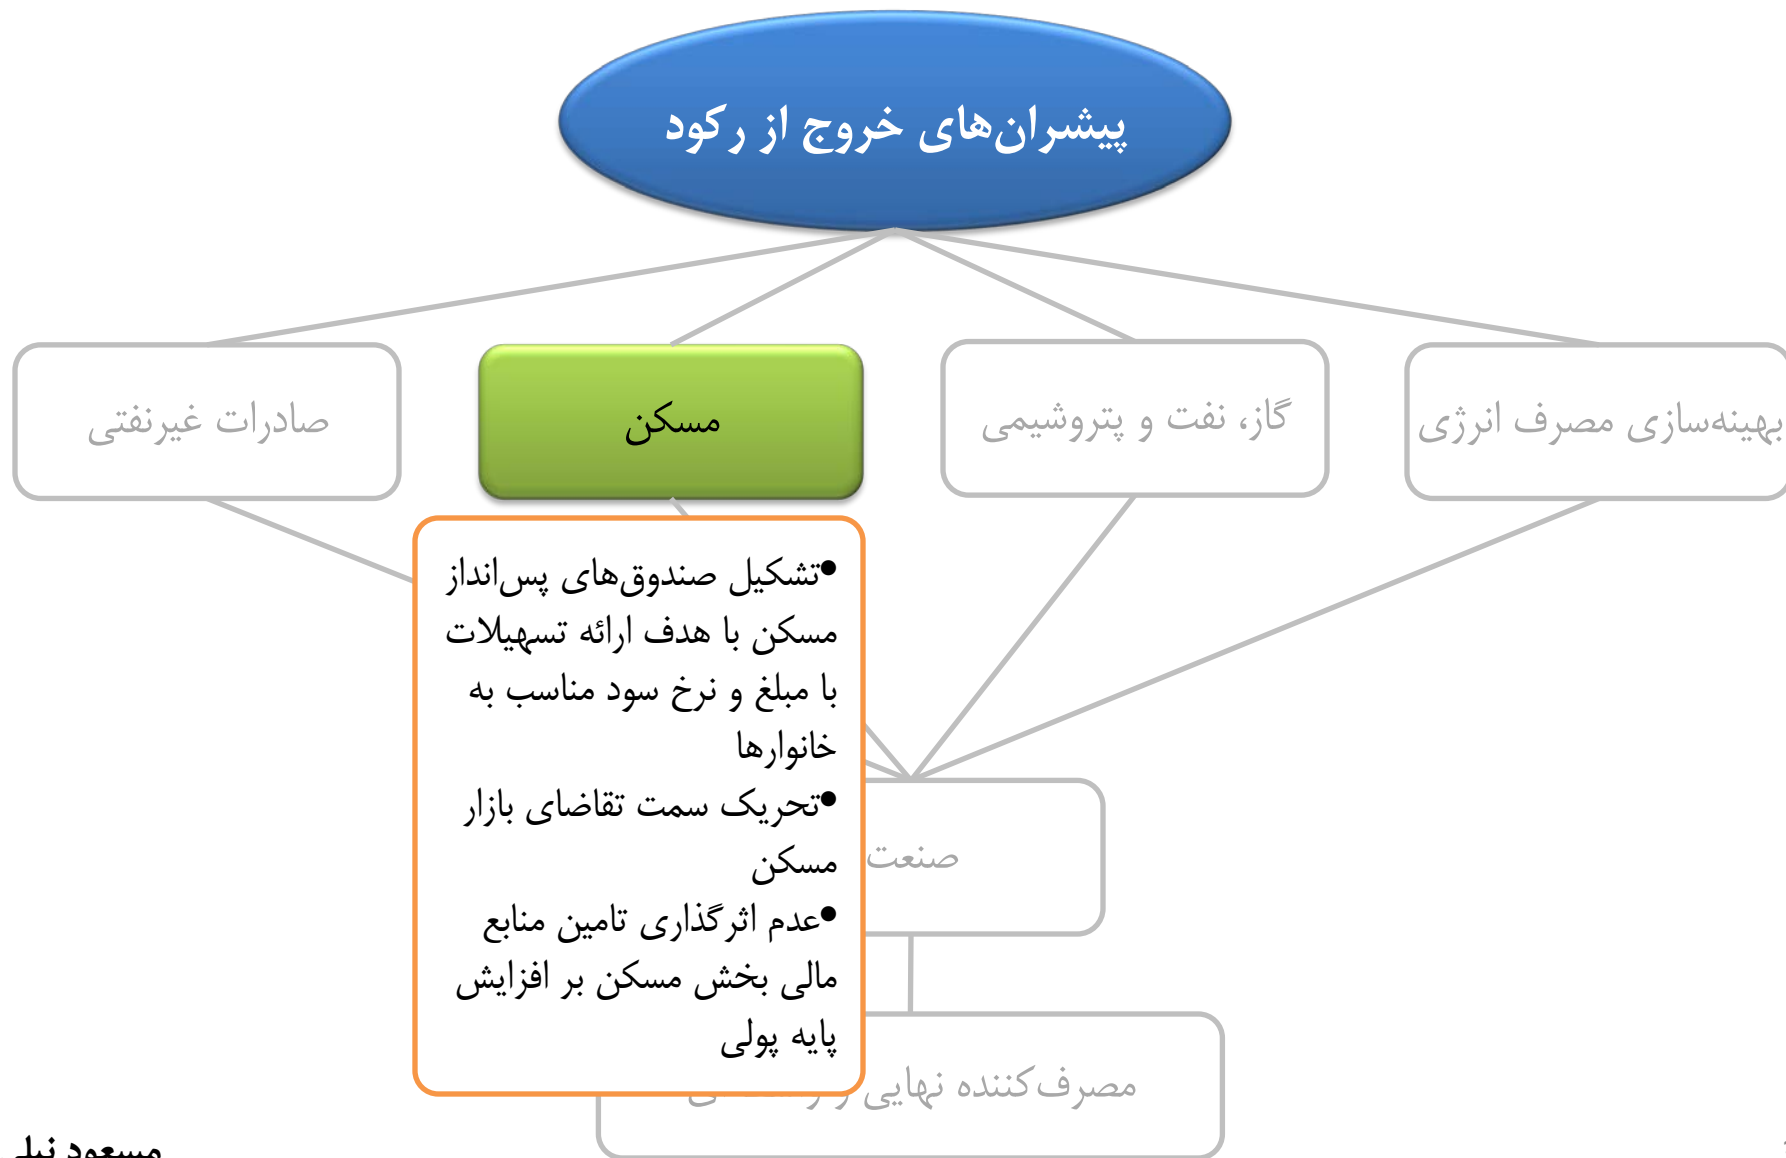 پیشران‌های خروج از رکود
بهینه‌سازی مصرف انرژی
گاز، نفت و پتروشیمی
مسکن
صادرات غیرنفتی
•تشکیل صندوق‌های پس‌انداز
مسکن با هدف ارائه تسهیلات
با مبلغ و نرخ سود مناسب به
خانوارها
•تحریک سمت تقاضای بازار
مسکن
•عدم اثرگذاری تامین منابع
مالی بخش مسکن بر افزایش
پایه پولی
صنعت
مصرف‌کننده نهایی و
مسعود نیلی